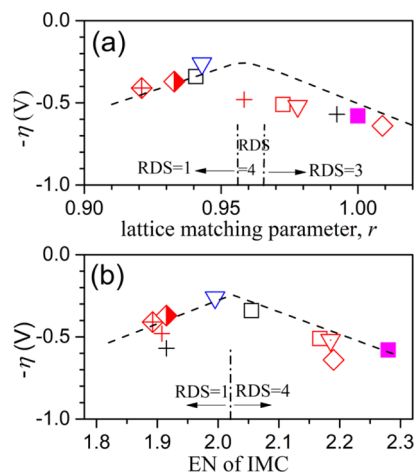 (a)
0.0
-0.5
-1.0
-η (V)
RDS
RDS=1
=4
RDS=3
0.90
0.95
1.00
lattice matching parameter, r
(b)
0.0
-0.5
-1.0
-η (V)
RDS=1
RDS=4
1.8
1.9
2.0
2.1
2.2
2.3
EN of IMC